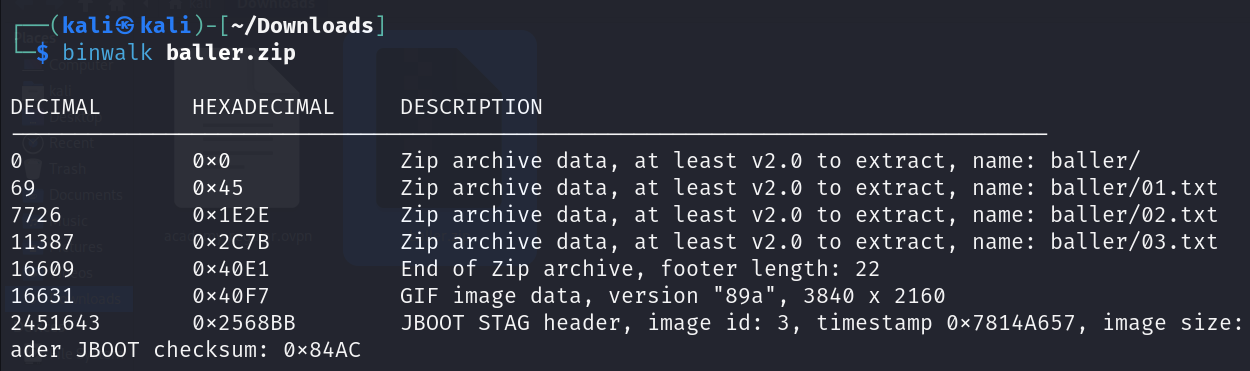 ┌──(kali㉿kali)-[~/Downloads]
└─$ binwalk baller.zip
DECIMAL HEXADECIMAL DESCRIPTION
0 0×0 Zip archive data, at least v2.0 to extract, name: baller/
69 0×45 Zip archive data, at least v2.0 to extract, name: baller/01.txt
7726 0×1E2E Zip archive data, at least v2.0 to extract, name: baller/02.txt
11387 0×2C7B Zip archive data, at least v2.0 to extract, name: baller/03.txt
16609 0×40E1 End of Zip archive, footer length: 22
16631 0×40F7 GIF image data, version "89a", 3840 x 2160
2451643 0×2568BB JBOOT STAG header, image id: 3, timestamp 0×7814A657, image size:
ader JBOOT checksum: 0×84AC